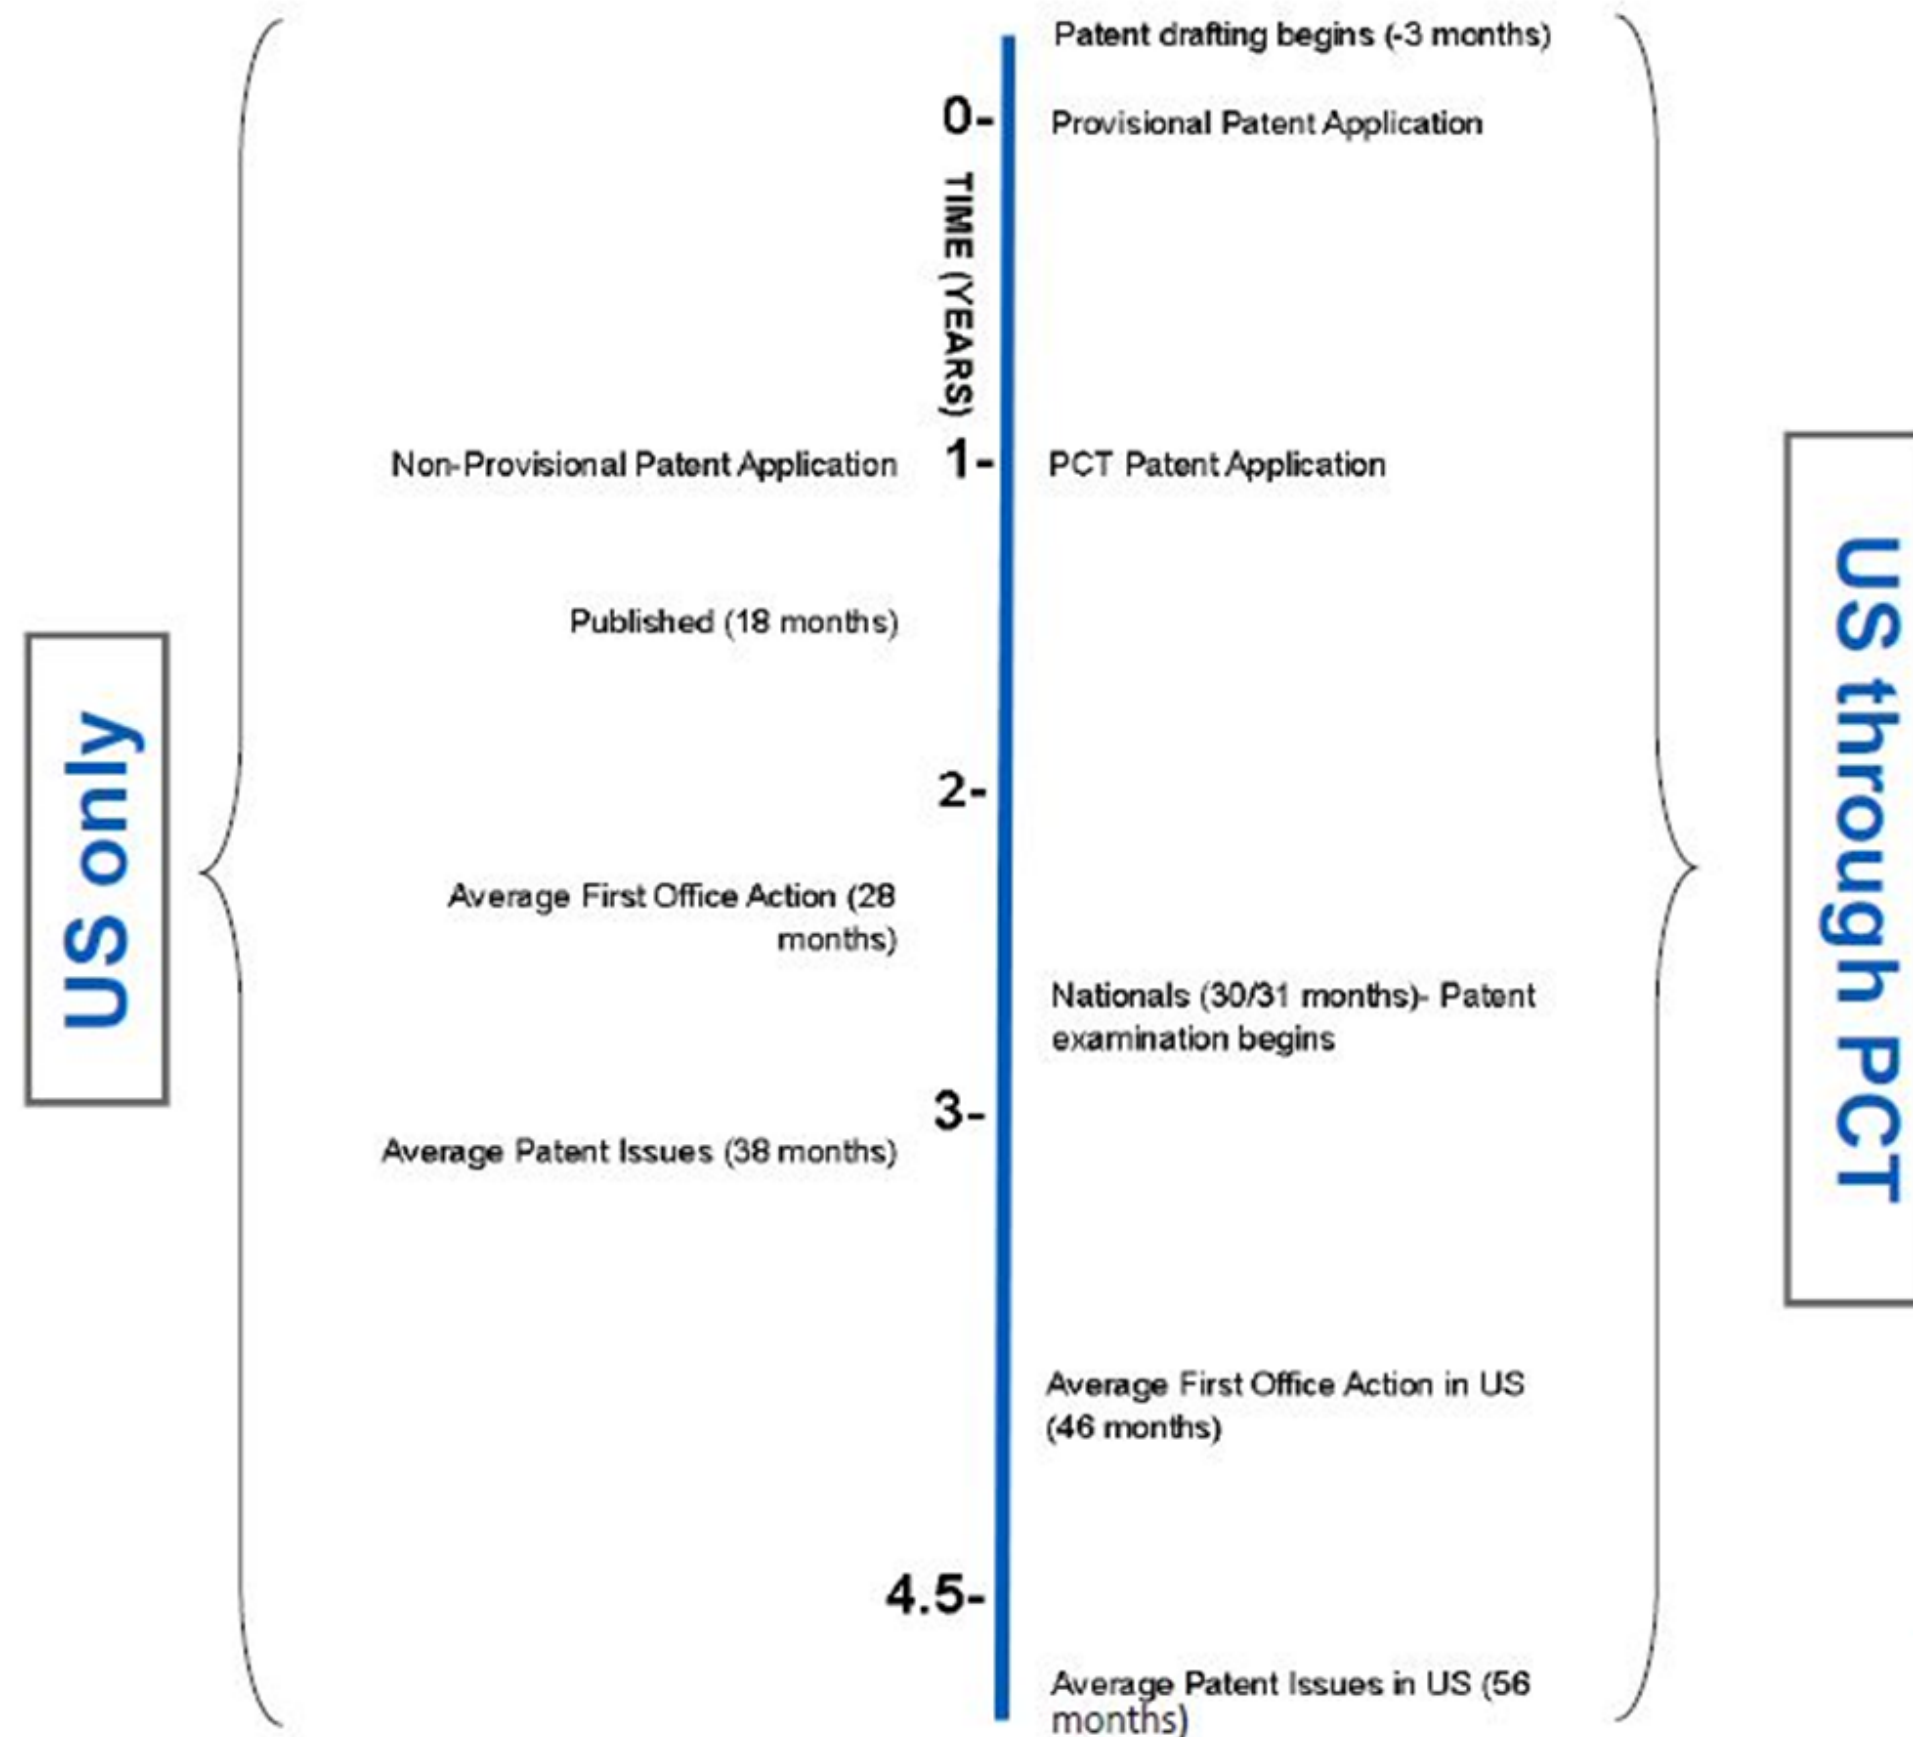 Patent drafting begins (-3 months)
0-
Provisional Patent Application
TIME (YEARS)
Non-Provisional Patent Application
1-
PCT Patent Application
Published (18 months)
US only
US through PCT
2-
Average First Office Action (28
months)
Nationals (30/31 months)- Patent
examination begins
3-
Average Patent Issues (38 months)
Average First Office Action in US
(46 months)
4.5-
Average Patent Issues in US (56
months)